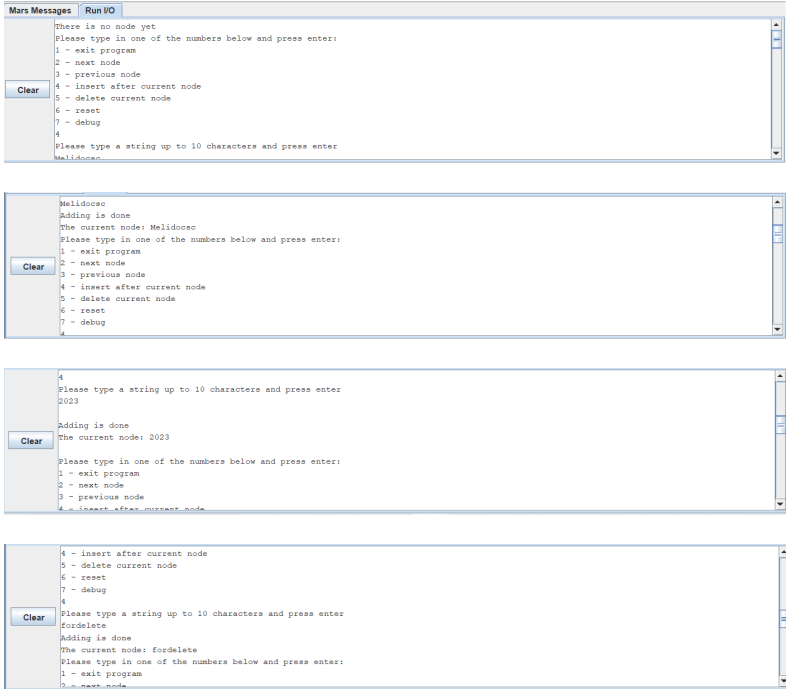 Mars Messages Run I/O
There is no node yet
Please type in one of the numbers below and press enter:
1 - exit program
2 - next node
3 - previous node
Clear
4 - insert after current node
5 - delete current node
6 - reset
7 - debug
4
Please type a string up to 10 characters and press enter
Melidocsc
Melidocsc
Adding is done
The current node: Melidocsc
Please type in one of the numbers below and press enter:
1 - exit program
Clear
2 - next node
3 - previous node
4 - insert after current node
5 - delete current node
6 - reset
7 - debug
4
4
Please type a string up to 10 characters and press enter
2023
Adding is done
Clear
The current node: 2023
Please type in one of the numbers below and press enter:
1 - exit program
2 - next node
3 - previous node
4 - insert after current node
4 - insert after current node
5 - delete current node
6 - reset
7 - debug
4
Clear
Please type a string up to 10 characters and press enter
fordelete
Adding is done
The current node: fordelete
Please type in one of the numbers below and press enter:
1 - exit program
2 - next node